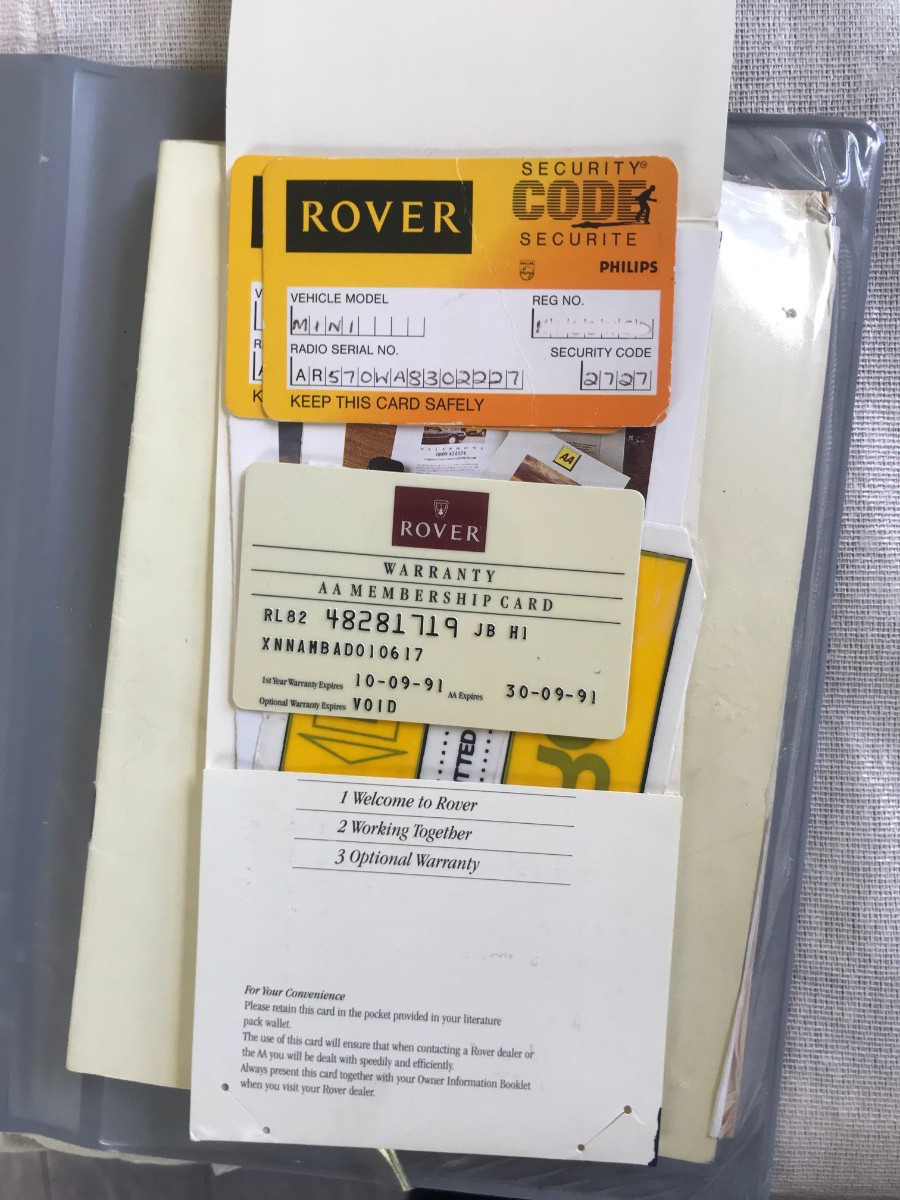 ROVER
SECURITY
CODE
SECURITE
PHILIPS
VEHICLE MODEL
REG NO.
MINI
RADIO SERIAL NO.
SECURITY CODE
AR570WA8302227
2727
KEEP THIS CARD SAFELY
AA
ROVER
WARRANTY
AA MEMBERSHIP CARD
RL82 48281719 JB H1
XNNAMBAD010617
1st Year Warranty Expires 10-09-91 AA Expires 30-09-91
Optional Warranty Expires VOID
TTED
1 Welcome to Rover
2 Working Together
3 Optional Warranty
For Your Convenience
Please retain this card in the pocket provided in your literature
pack wallet.
The use of this card will ensure that when contacting a Rover dealer or
the AA you will be dealt with speedily and efficiently.
Always present this card together with your Owner Information Booklet
when you visit your Rover dealer.